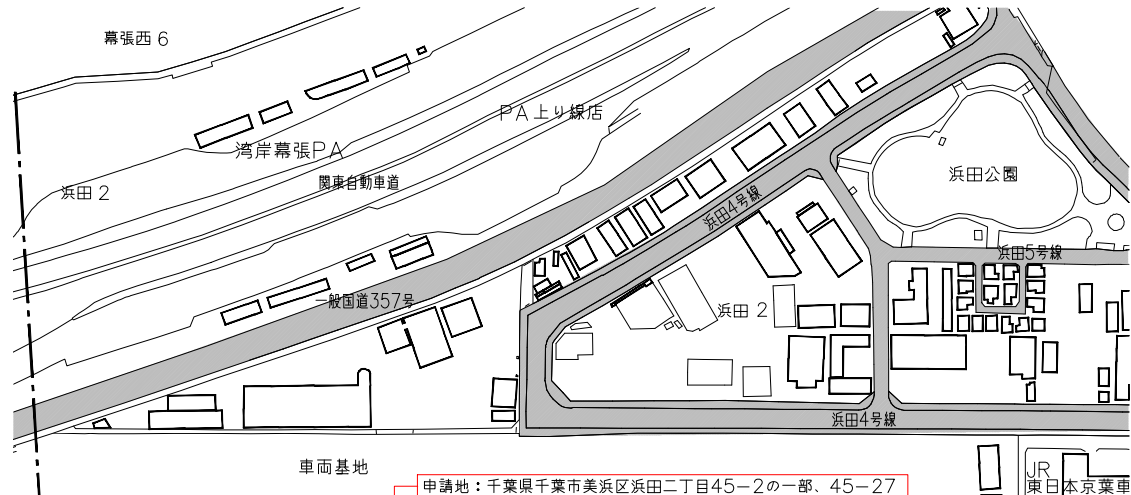 幕張西6
PA上り線店
湾岸幕張PA
浜田公園
関東自動車道
浜田2
浜田4号線
浜田5号線
一般国道357号
浜田2
浜田4号線
車両基地
JR
東日本京葉車
申請地：千葉県千葉市美浜区浜田二丁目45-2の一部、45-27